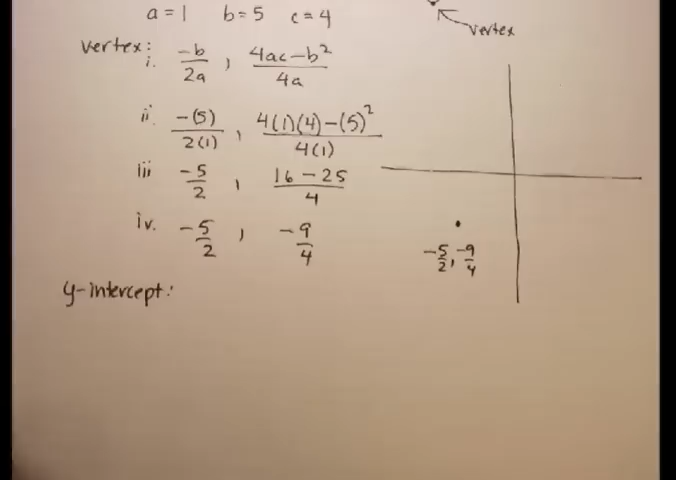 a = 1 b = 5 c = 4
vertex
vertex:
i. -b/2a , 4ac-b²/4a
ii. -(5)/2(1) , 4(1)(4)-(5)²/4(1)
iii -5/2 , 16-25/4
iv. -5/2 , -9/4
-5/2, -9/4
y-intercept: